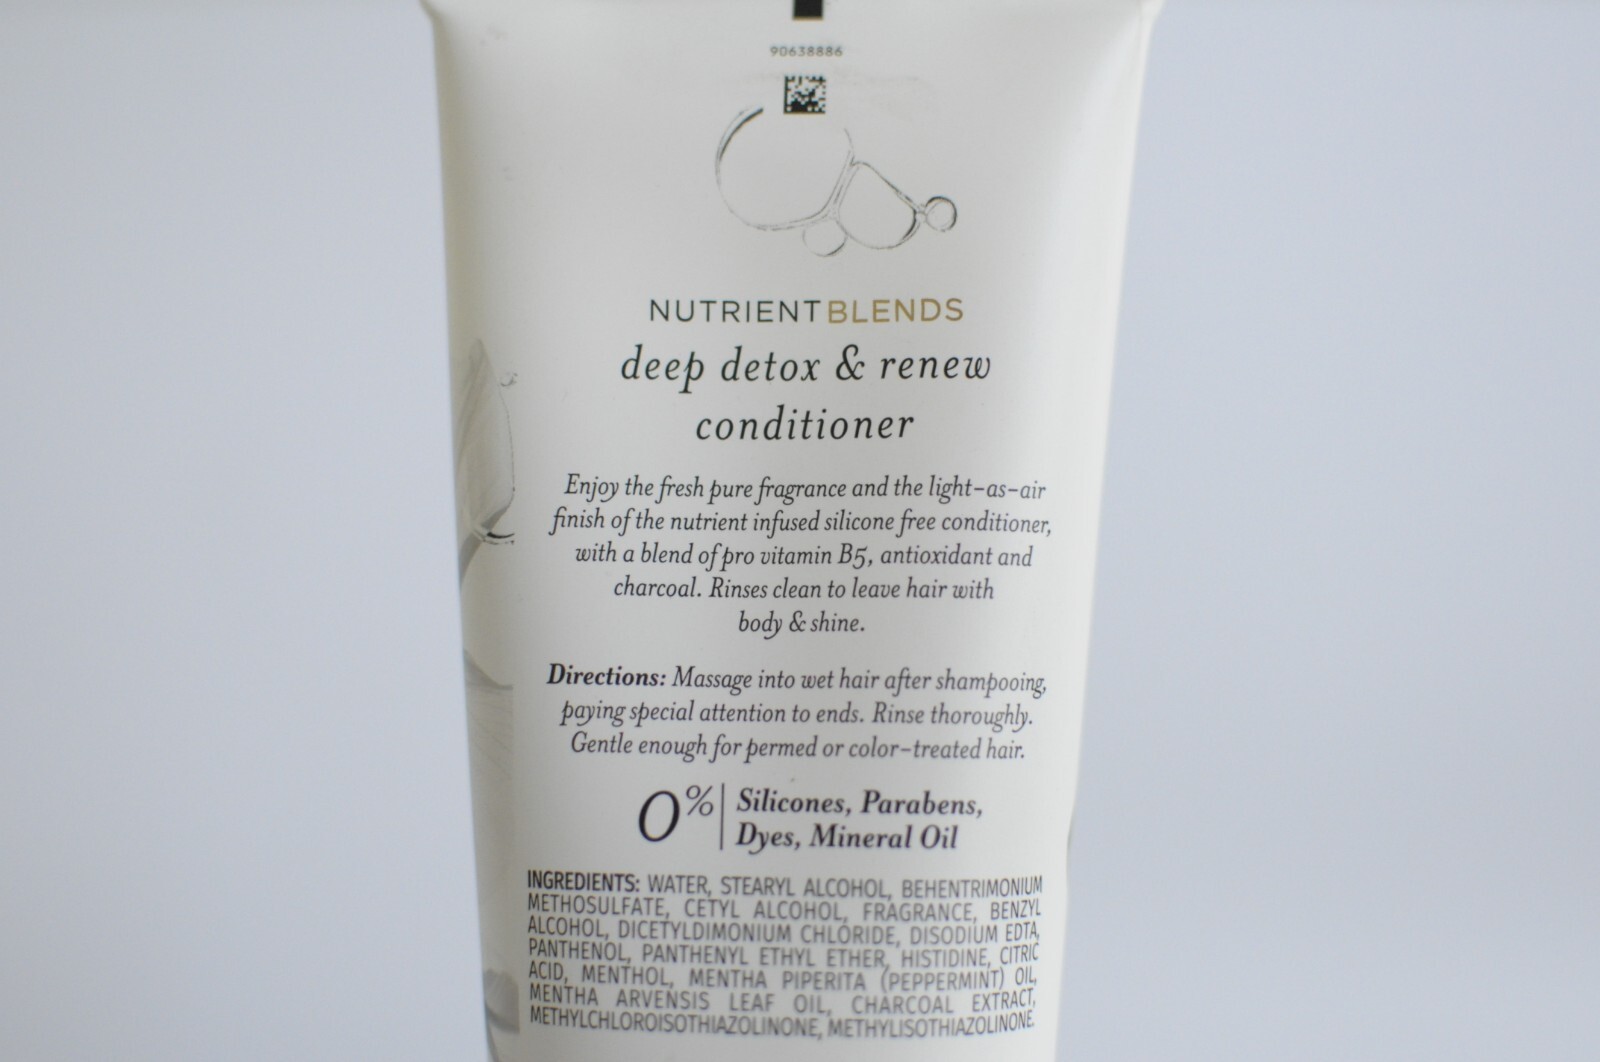 90638886
NUTRIENTBLENDS
deep detox & renew
conditioner
Enjoy the fresh pure fragrance and the light-as-air
finish of the nutrient infused silicone free conditioner,
with a blend of pro vitamin B5, antioxidant and
charcoal. Rinses clean to leave hair with
body & shine.
Directions: Massage into wet hair after shampooing,
paying special attention to ends. Rinse thoroughly.
Gentle enough for permed or color-treated hair.
0% Silicones, Parabens,
Dyes, Mineral Oil
INGREDIENTS: WATER, STEARYL ALCOHOL, BEHENTRIMONIUM
METHOSULFATE, CETYL ALCOHOL, FRAGRANCE, BENZYL
ALCOHOL, DICETYLDIMONIUM CHLORIDE, DISODIUM EDTA,
PANTHENOL, PANTHENYL ETHYL ETHER, HISTIDINE, CITRIC
ACID, MENTHOL, MENTHA PIPERITA (PEPPERMINT) OIL,
MENTHA ARVENSIS LEAF OIL, CHARCOAL EXTRACT,
METHYLCHLOROISOTHIAZOLINONE, METHYLISOTHIAZOLINONE.